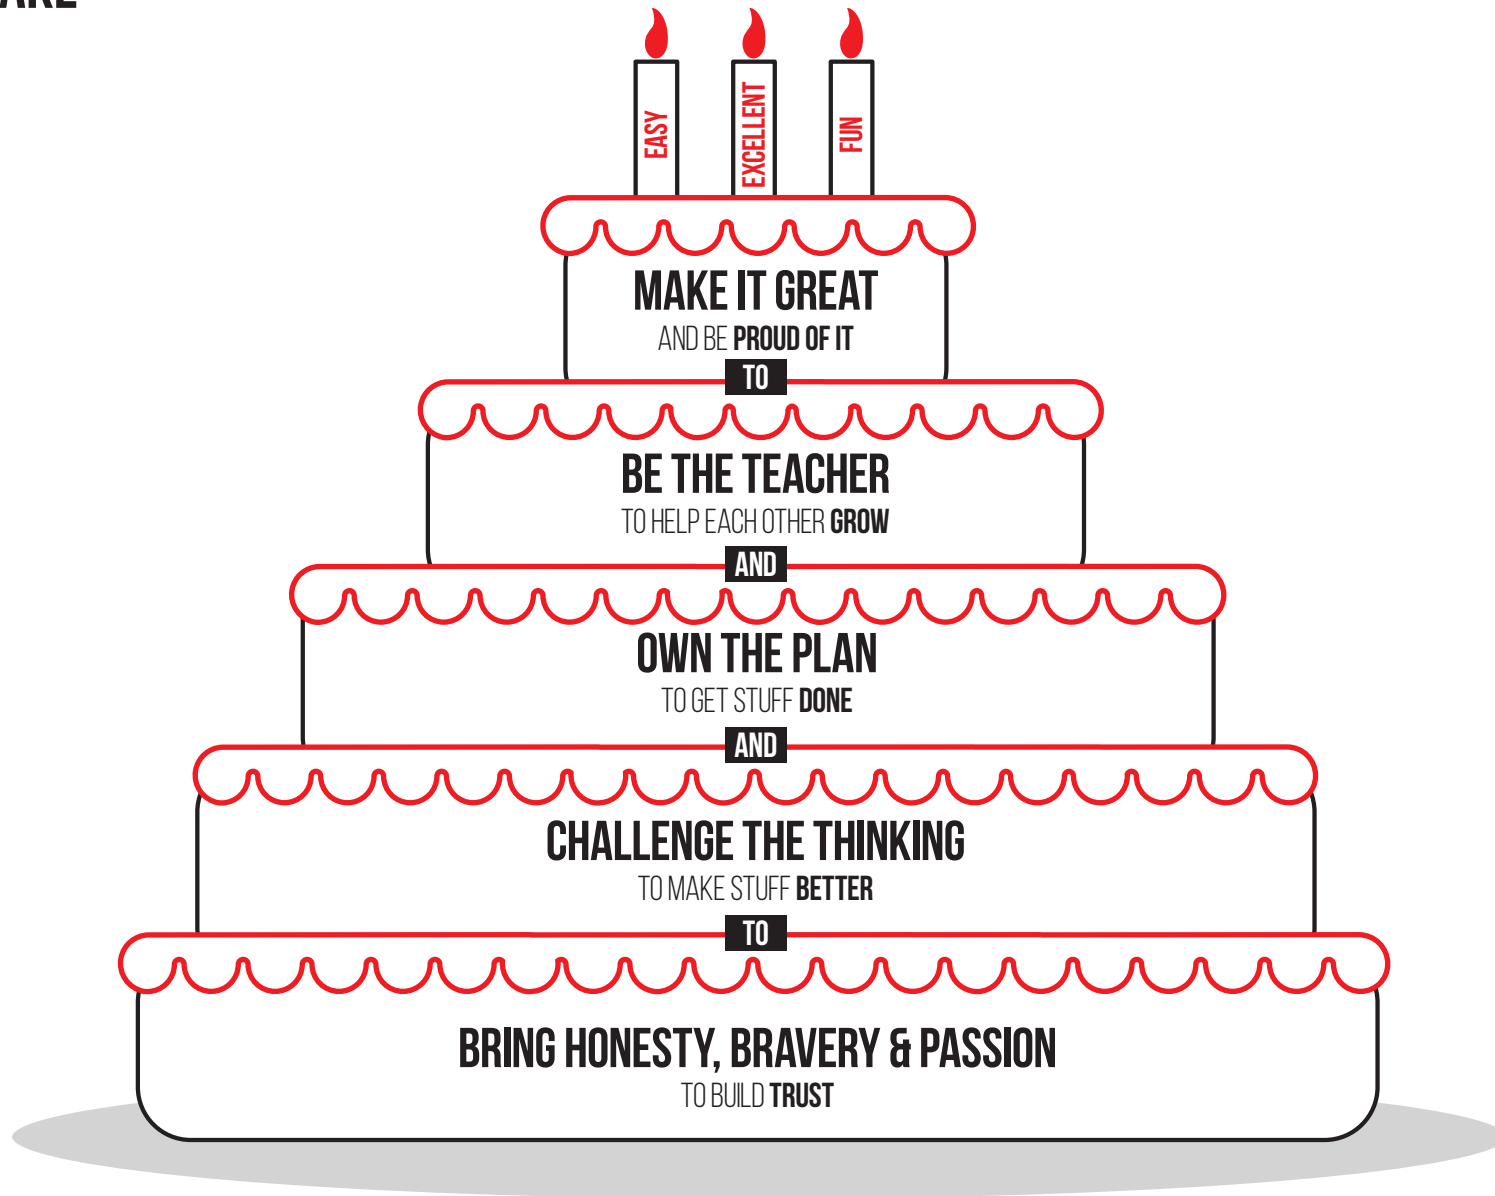 EASY
EXCELLENT
FUN
MAKE IT GREAT
AND BE PROUD OF IT
TO
BE THE TEACHER
TO HELP EACH OTHER GROW
AND
OWN THE PLAN
TO GET STUFF DONE
AND
CHALLENGE THE THINKING
TO MAKE STUFF BETTER
TO
BRING HONESTY, BRAVERY & PASSION
TO BUILD TRUST